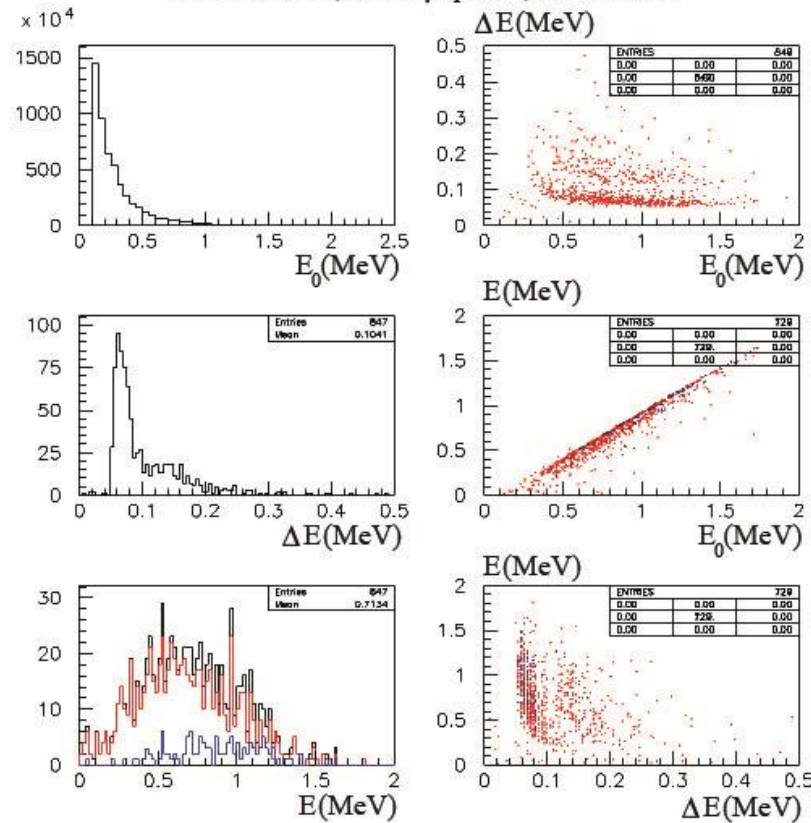 × 10⁴
1500
1000
500
0
0 0.5 1 1.5 2 2.5
E₀(MeV)
ΔE(MeV)
0.5
0.4
0.3
0.2
0.1
0
0 0.5 1 1.5 2
E₀(MeV)
ENTRIES
0.00 0.00 0.00
0.00 0.00
0.00 0.00 0.00
100
75
50
25
0
0 0.1 0.2 0.3 0.4 0.5
ΔE(MeV)
Entries 847
Mean 0.1041
E(MeV)
2
1.5
1
0.5
0
0 0.5 1 1.5 2
E₀(MeV)
ENTRIES 729
0.00 0.00 0.00
0.00 729. 0.00
0.00 0.00 0.00
30
20
10
0
0 0.5 1 1.5 2
E(MeV)
Entries 847
Mean 0.7134
E(MeV)
2
1.5
1
0.5
0
0 0.1 0.2 0.3 0.4 0.5
ΔE(MeV)
ENTRIES 729
0.00 0.00 0.00
0.00 729. 0.00
0.00 0.00 0.00